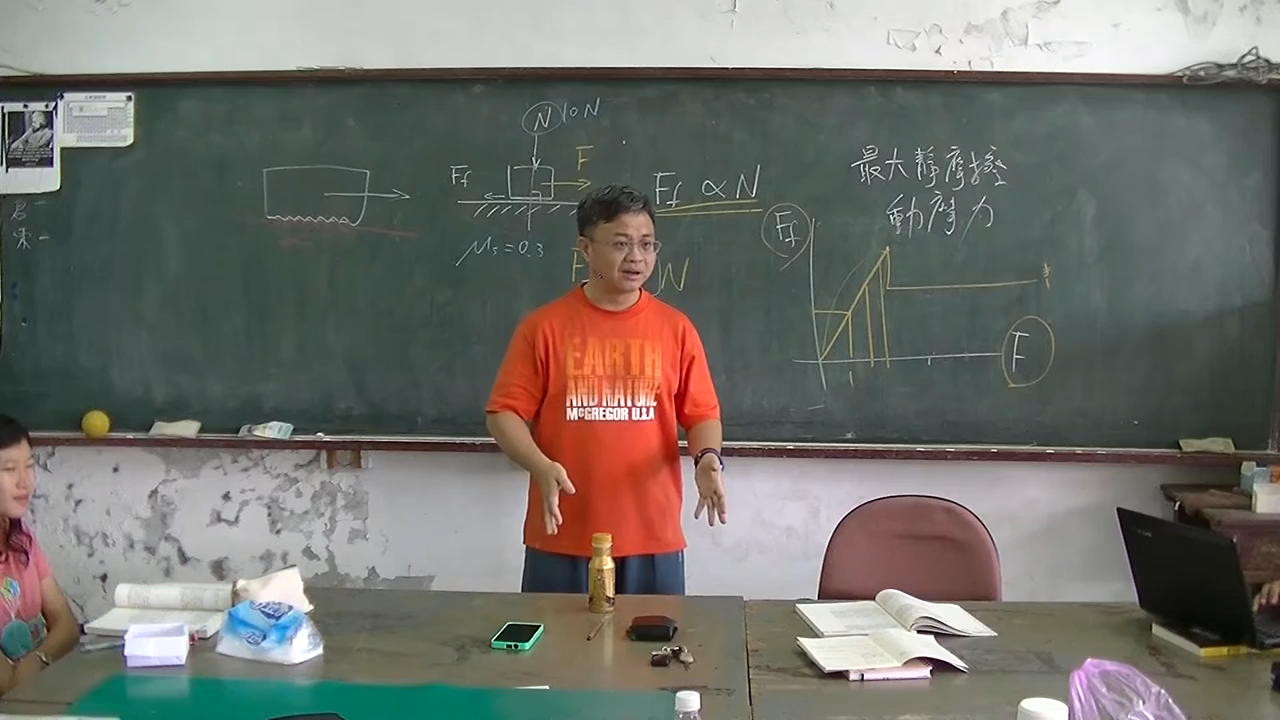 N 10N
F
Ff
Ff ∝ N
μs=0.3
F
N
最大靜摩擦
動摩力
Ff
F
EARTH
AND NATURE
McGREGOR U.S.A